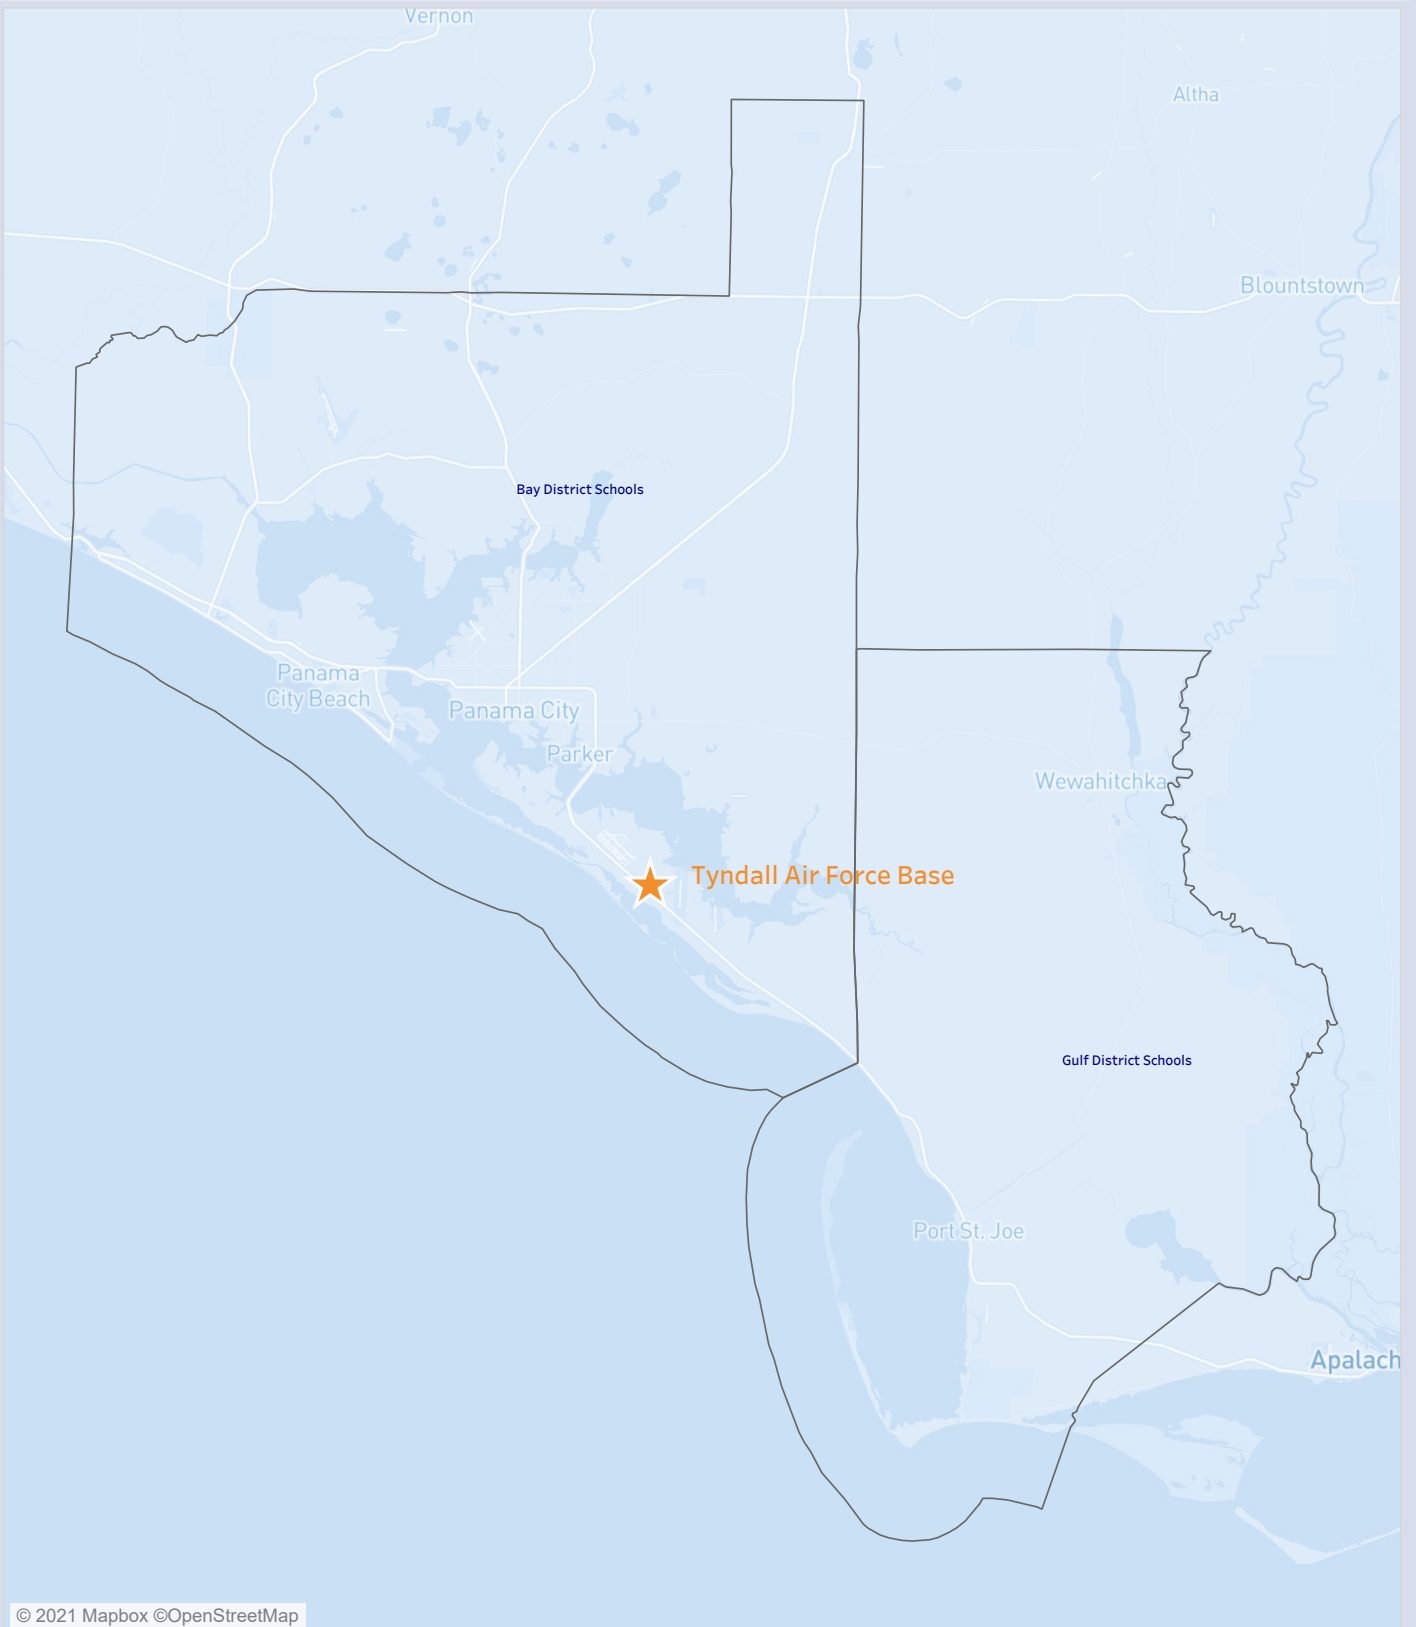 Vernon
Altha
Blountstown
Bay District Schools
Panama
City Beach
Panama City
Parker
Wewahitchka
Tyndall Air Force Base
Gulf District Schools
Port St. Joe
Apalach
© 2021 Mapbox ©OpenStreetMap